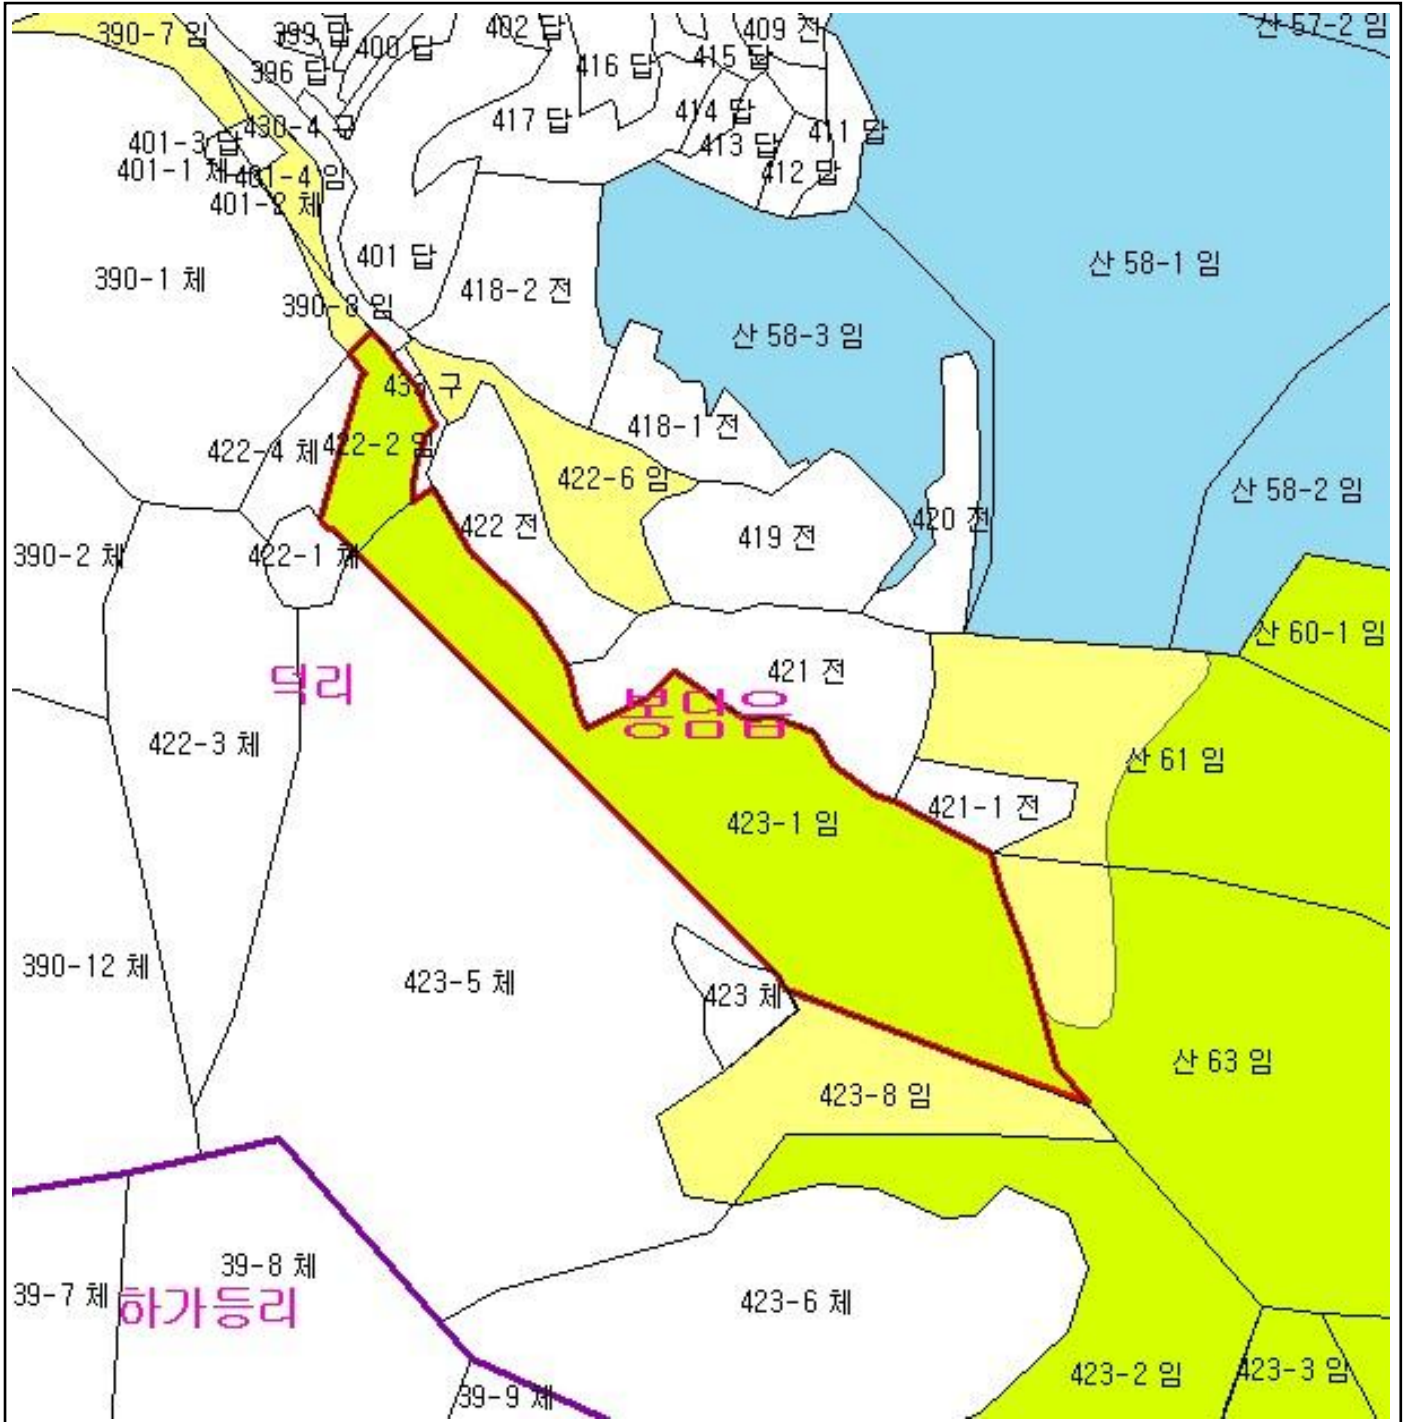 390-7 임
399 답
402 답
409 전
산 57-2 임
400 답
396 답
416 답
415 답
417 답
414 답
430-4 구
411 답
401-3 답
413 답
401-1 체
401-4 임
412 답
401-2 체
401 답
산 58-1 임
390-1 체
418-2 전
390-8 임
산 58-3 임
433 구
418-1 전
422-4 체
422-2 임
422-6 임
산 58-2 임
422 전
419 전
420 전
390-2 체
422-1 체
산 60-1 임
덕리
421 전
봉담읍
422-3 체
산 61 임
421-1 전
423-1 임
390-12 체
423-5 체
423 체
산 63 임
423-8 임
39-8 체
39-7 체
하가등리
423-6 체
423-2 임
423-3 임
39-9 체